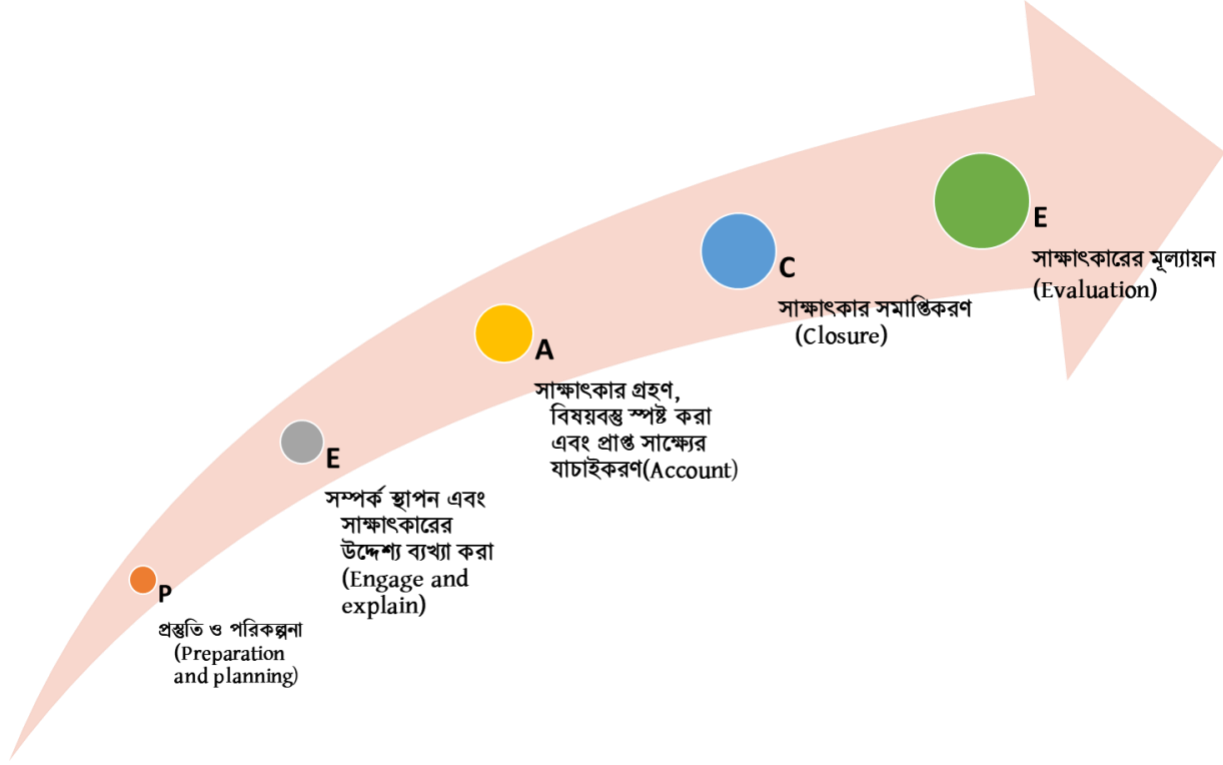 P
প্রস্তুতি ও পরিকল্পনা
(Preparation
and planning)
E
সম্পর্ক স্থাপন এবং
সাক্ষাৎকারের
উদ্দেশ্য ব্যখ্যা করা
(Engage and
explain)
A
সাক্ষাৎকার গ্রহণ,
বিষয়বস্তু স্পষ্ট করা
এবং প্রাপ্ত সাক্ষ্যের
যাচাইকরণ(Account)
C
সাক্ষাৎকার সমাপ্তিকরণ
(Closure)
E
সাক্ষাৎকারের মূল্যায়ন
(Evaluation)